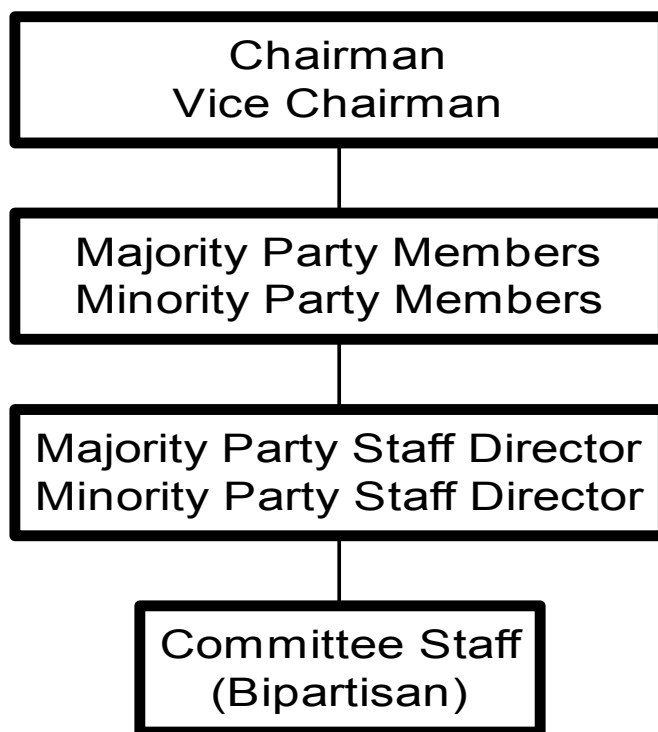 Chairman
Vice Chairman
Majority Party Members
Minority Party Members
Majority Party Staff Director
Minority Party Staff Director
Committee Staff
(Bipartisan)